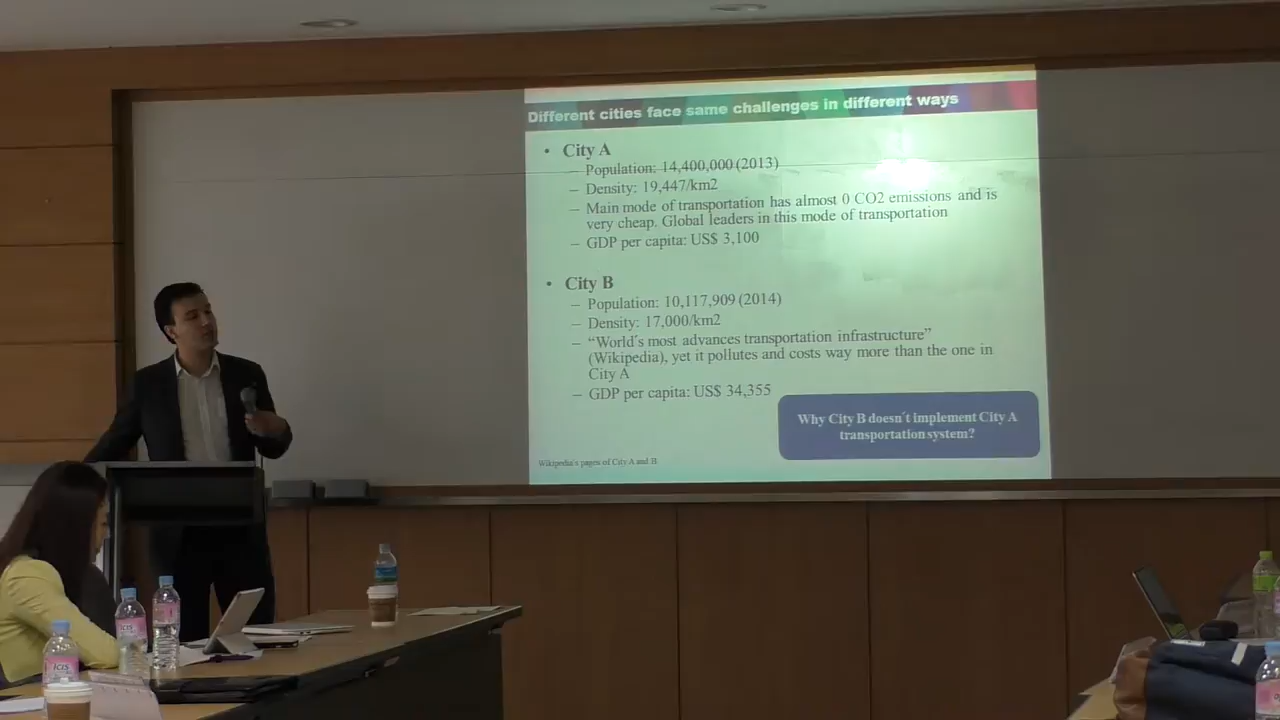 Different cities face same challenges in different ways
• City A
– Population: 14,400,000 (2013)
– Density: 19,447/km2
– Main mode of transportation has almost 0 CO2 emissions and is
very cheap. Global leaders in this mode of transportation
– GDP per capita: US$ 3,100
• City B
– Population: 10,117,909 (2014)
– Density: 17,000/km2
– “World´s most advances transportation infrastructure”
(Wikipedia), yet it pollutes and costs way more than the one in
City A
– GDP per capita: US$ 34,355
Why City B doesn´t implement City A
transportation system?
Wikipedia´s pages of City A and B
ICIS